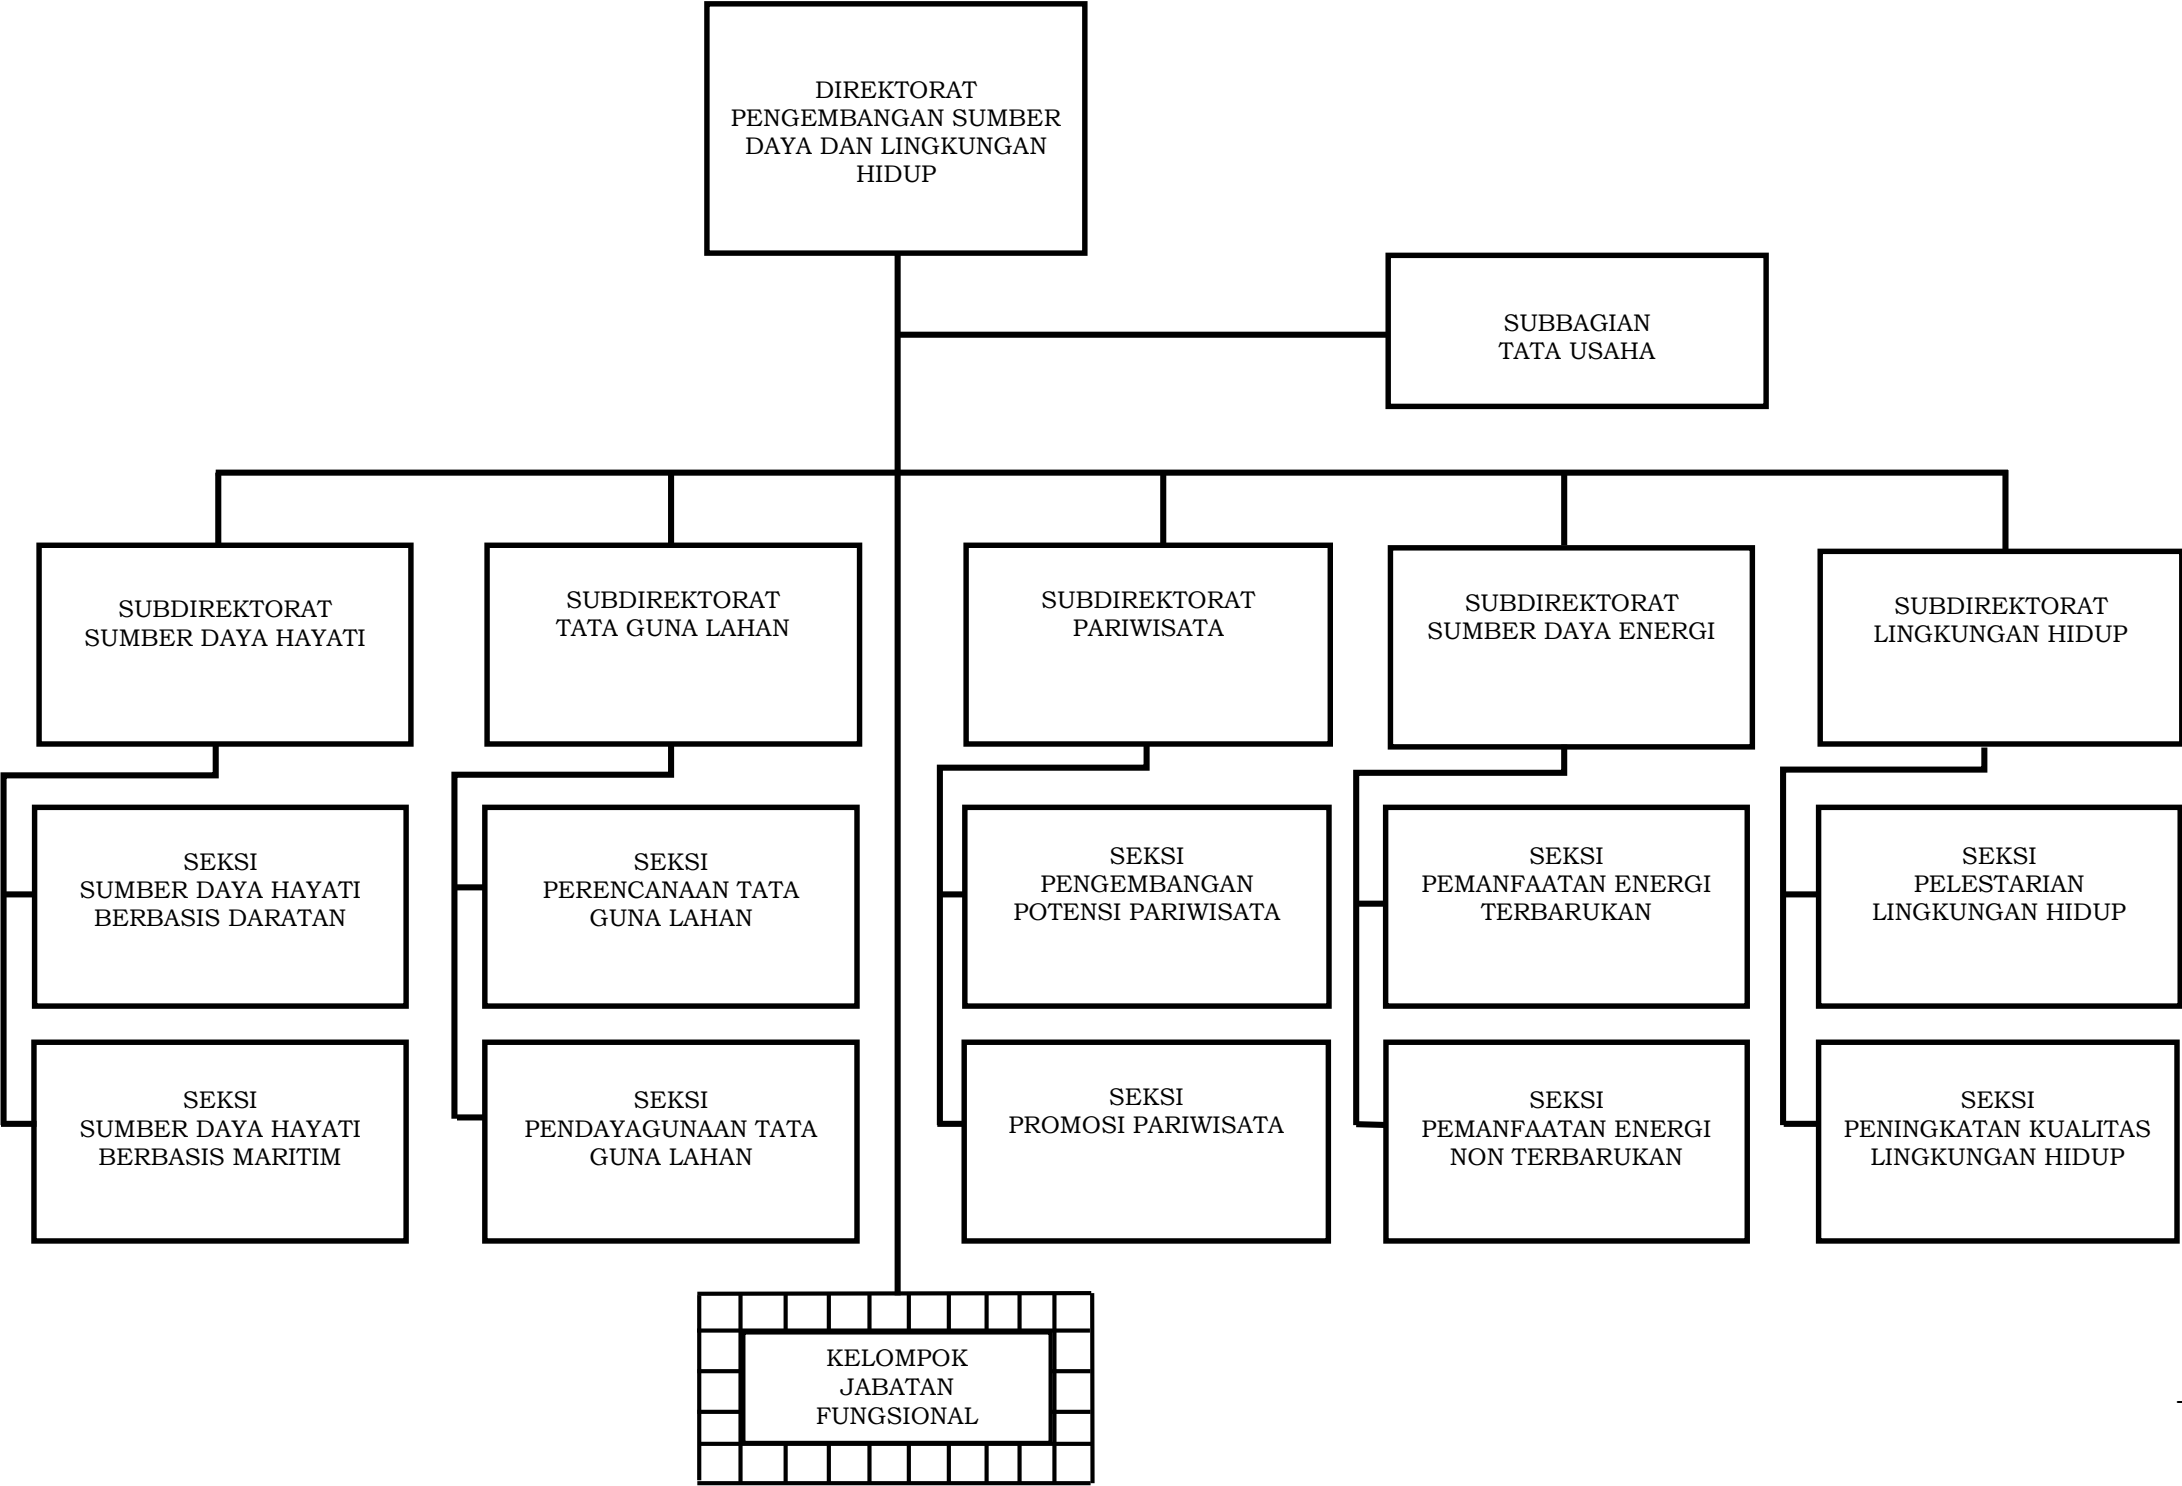 DIREKTORAT
PENGEMBANGAN SUMBER
DAYA DAN LINGKUNGAN
HIDUP
SUBBAGIAN
TATA USAHA
SUBDIREKTORAT
SUMBER DAYA HAYATI
SUBDIREKTORAT
TATA GUNA LAHAN
SUBDIREKTORAT
PARIWISATA
SUBDIREKTORAT
SUMBER DAYA ENERGI
SUBDIREKTORAT
LINGKUNGAN HIDUP
SEKSI
SUMBER DAYA HAYATI
BERBASIS DARATAN
SEKSI
PERENCANAAN TATA
GUNA LAHAN
SEKSI
PENGEMBANGAN
POTENSI PARIWISATA
SEKSI
PEMANFAATAN ENERGI
TERBARUKAN
SEKSI
PELESTARIAN
LINGKUNGAN HIDUP
SEKSI
SUMBER DAYA HAYATI
BERBASIS MARITIM
SEKSI
PENDAYAGUNAAN TATA
GUNA LAHAN
SEKSI
PROMOSI PARIWISATA
SEKSI
PEMANFAATAN ENERGI
NON TERBARUKAN
SEKSI
PENINGKATAN KUALITAS
LINGKUNGAN HIDUP
KELOMPOK
JABATAN
FUNGSIONAL